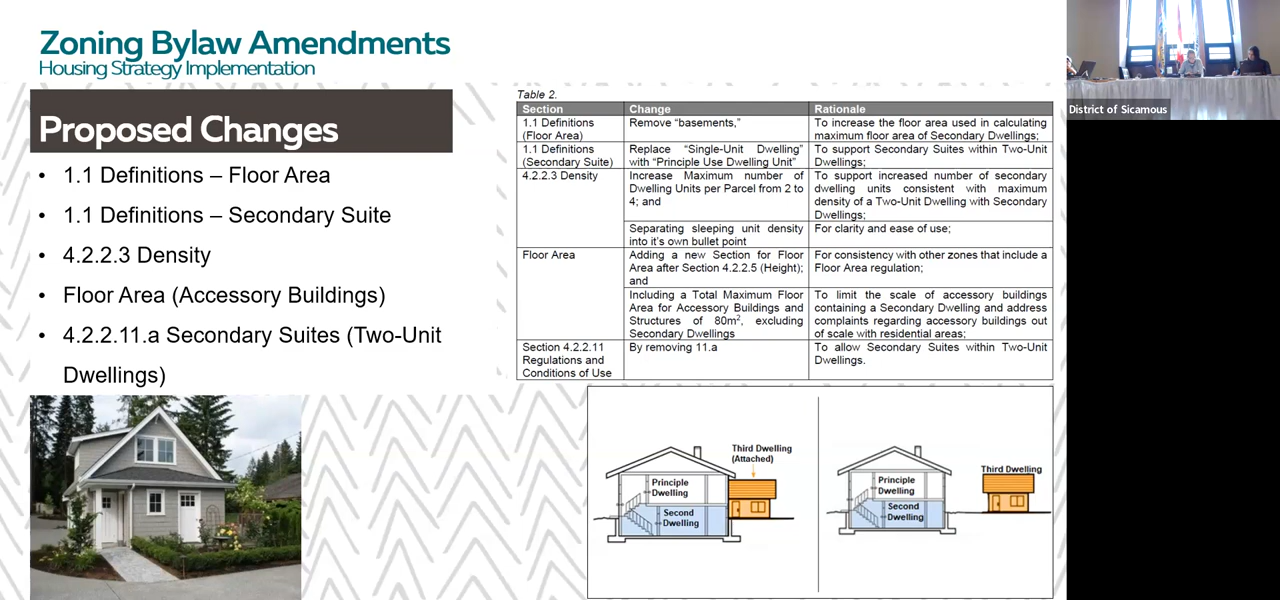 Zoning Bylaw Amendments
Housing Strategy Implementation
Proposed Changes
• 1.1 Definitions – Floor Area
• 1.1 Definitions – Secondary Suite
• 4.2.2.3 Density
• Floor Area (Accessory Buildings)
• 4.2.2.11.a Secondary Suites (Two-Unit
Dwellings)
Table 2.
Section Change Rationale
1.1 Definitions
(Floor Area)
Remove “basements,”
To increase the floor area used in calculating
maximum floor area of Secondary Dwellings;
1.1 Definitions
(Secondary Suite)
Replace “Single-Unit Dwelling”
with “Principle Use Dwelling Unit”
To support Secondary Suites within Two-Unit
Dwellings;
4.2.2.3 Density
Increase Maximum number of
Dwelling Units per Parcel from 2 to
4; and
To support increased number of secondary
dwelling units consistent with maximum
density of a Two-Unit Dwelling with Secondary
Dwellings;
Separating sleeping unit density
into it’s own bullet point
For clarity and ease of use;
Floor Area
Adding a new Section for Floor
Area after Section 4.2.2.5 (Height);
and
For consistency with other zones that include a
Floor Area regulation;
Including a Total Maximum Floor
Area for Accessory Buildings and
Structures of 80m², excluding
Secondary Dwellings
To limit the scale of accessory buildings
containing a Secondary Dwelling and address
complaints regarding accessory buildings out
of scale with residential areas;
Section 4.2.2.11
Regulations and
Conditions of Use
By removing 11.a
To allow Secondary Suites within Two-Unit
Dwellings.
Third Dwelling
(Attached)
Principle
Dwelling
Second
Dwelling
Third Dwelling
Principle
Dwelling
Second
Dwelling
District of Sicamous